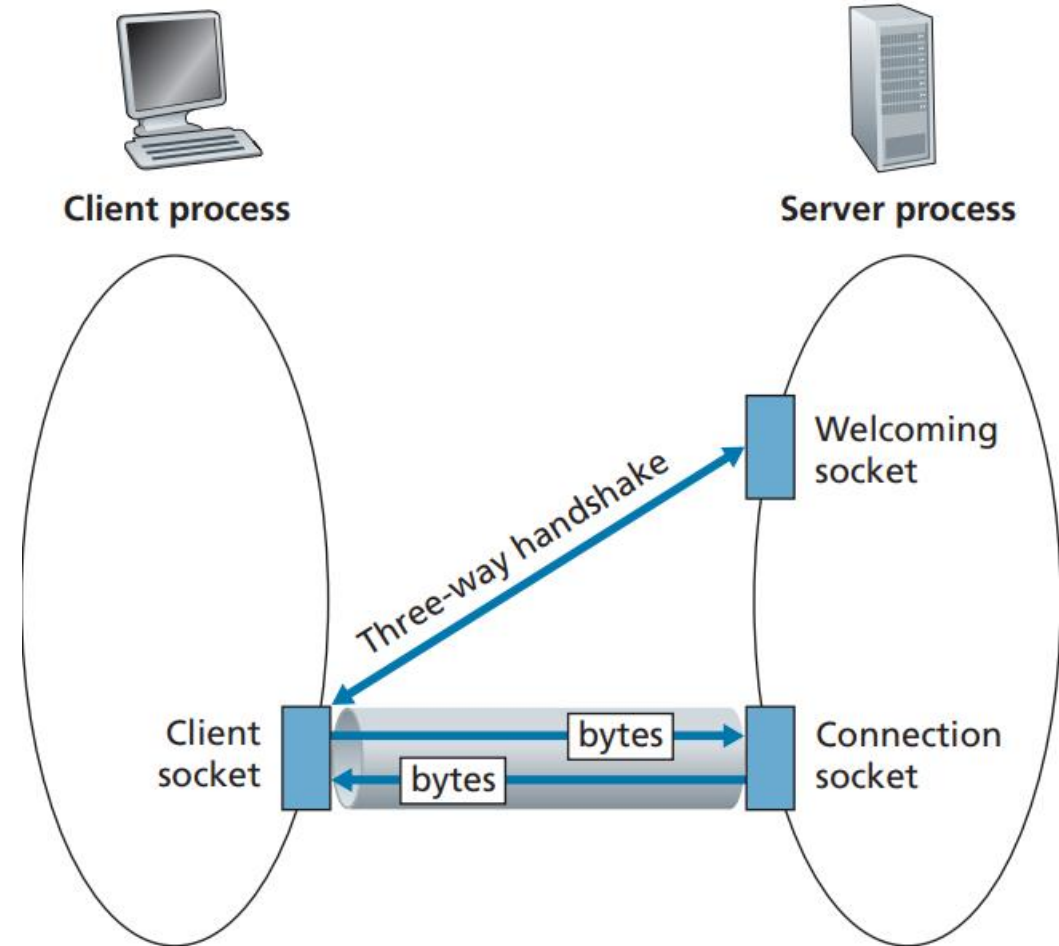 Client process
Server process
Welcoming
socket
Three-way handshake
Client
socket
bytes
bytes
Connection
socket